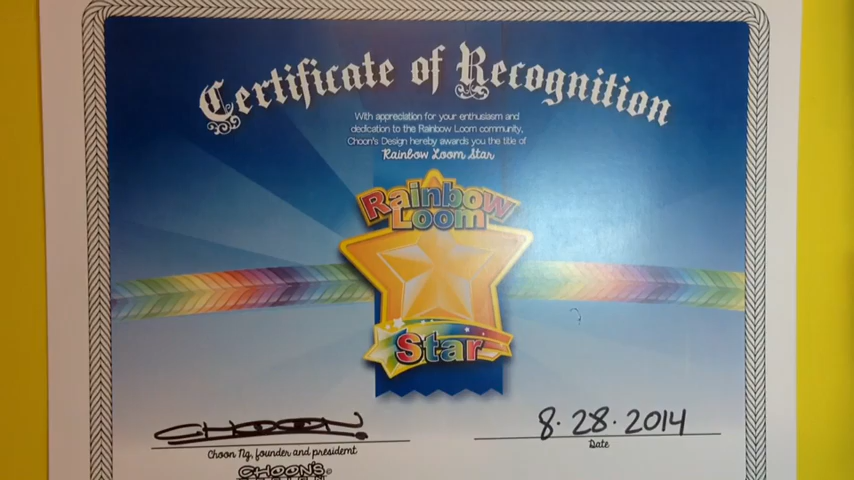 Certificate of Recognition
With appreciation for your enthusiasm and
dedication to the Rainbow Loom community,
Choon's Design hereby awards you the title of
Rainbow Loom Star
Rainbow
Loom
Star
CHOON
8.28.2014
Choon Ng, founder and president
Date
CHOON'S